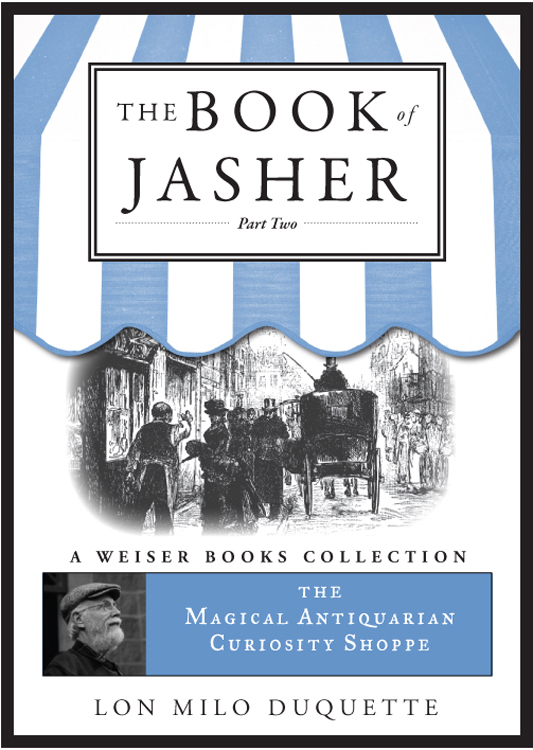 THE BOOK of
JASHER
Part Two
A WEISER BOOKS COLLECTION
THE
MAGICAL ANTIQUARIAN
CURIOSITY SHOPPE
LON MILO DUQUETTE